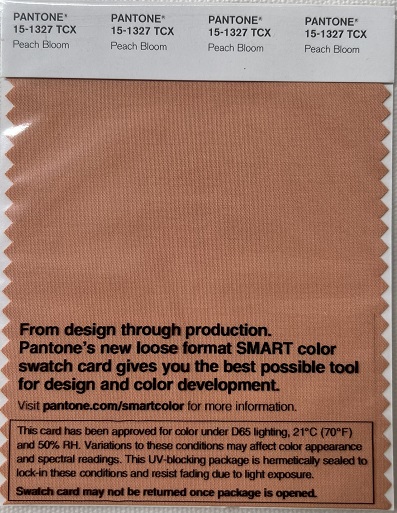 PANTONE® PANTONE® PANTONE® PANTONE®
15-1327 TCX 15-1327 TCX 15-1327 TCX 15-1327 TCX
Peach Bloom Peach Bloom Peach Bloom Peach Bloom
From design through production.
Pantone's new loose format SMART color
swatch card gives you the best possible tool
for design and color development.
Visit pantone.com/smartcolor for more information.
This card has been approved for color under D65 lighting, 21°C (70°F)
and 50% RH. Variations to these conditions may affect color appearance
and spectral readings. This UV-blocking package is hermetically sealed to
lock-in these conditions and resist fading due to light exposure.
Swatch card may not be returned once package is opened.